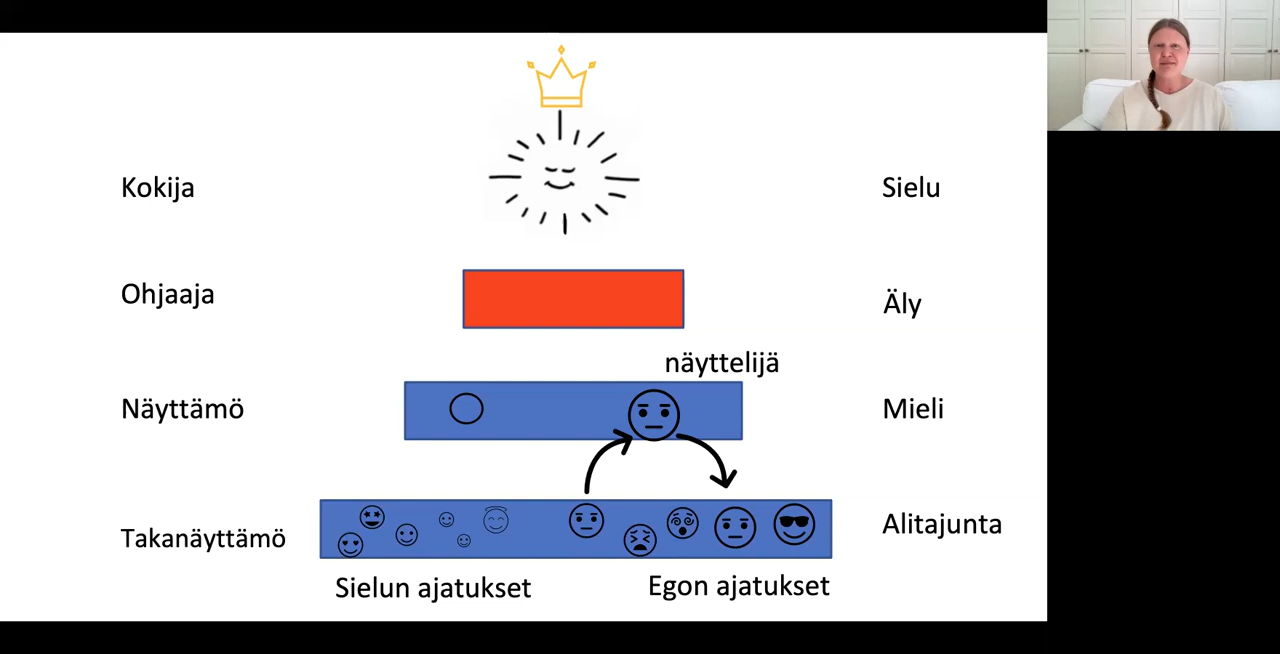 Kokija
Sielu
Ohjaaja
Äly
näyttelijä
Näyttämö
Mieli
Takanäyttämö
Alitajunta
Sielun ajatukset
Egon ajatukset